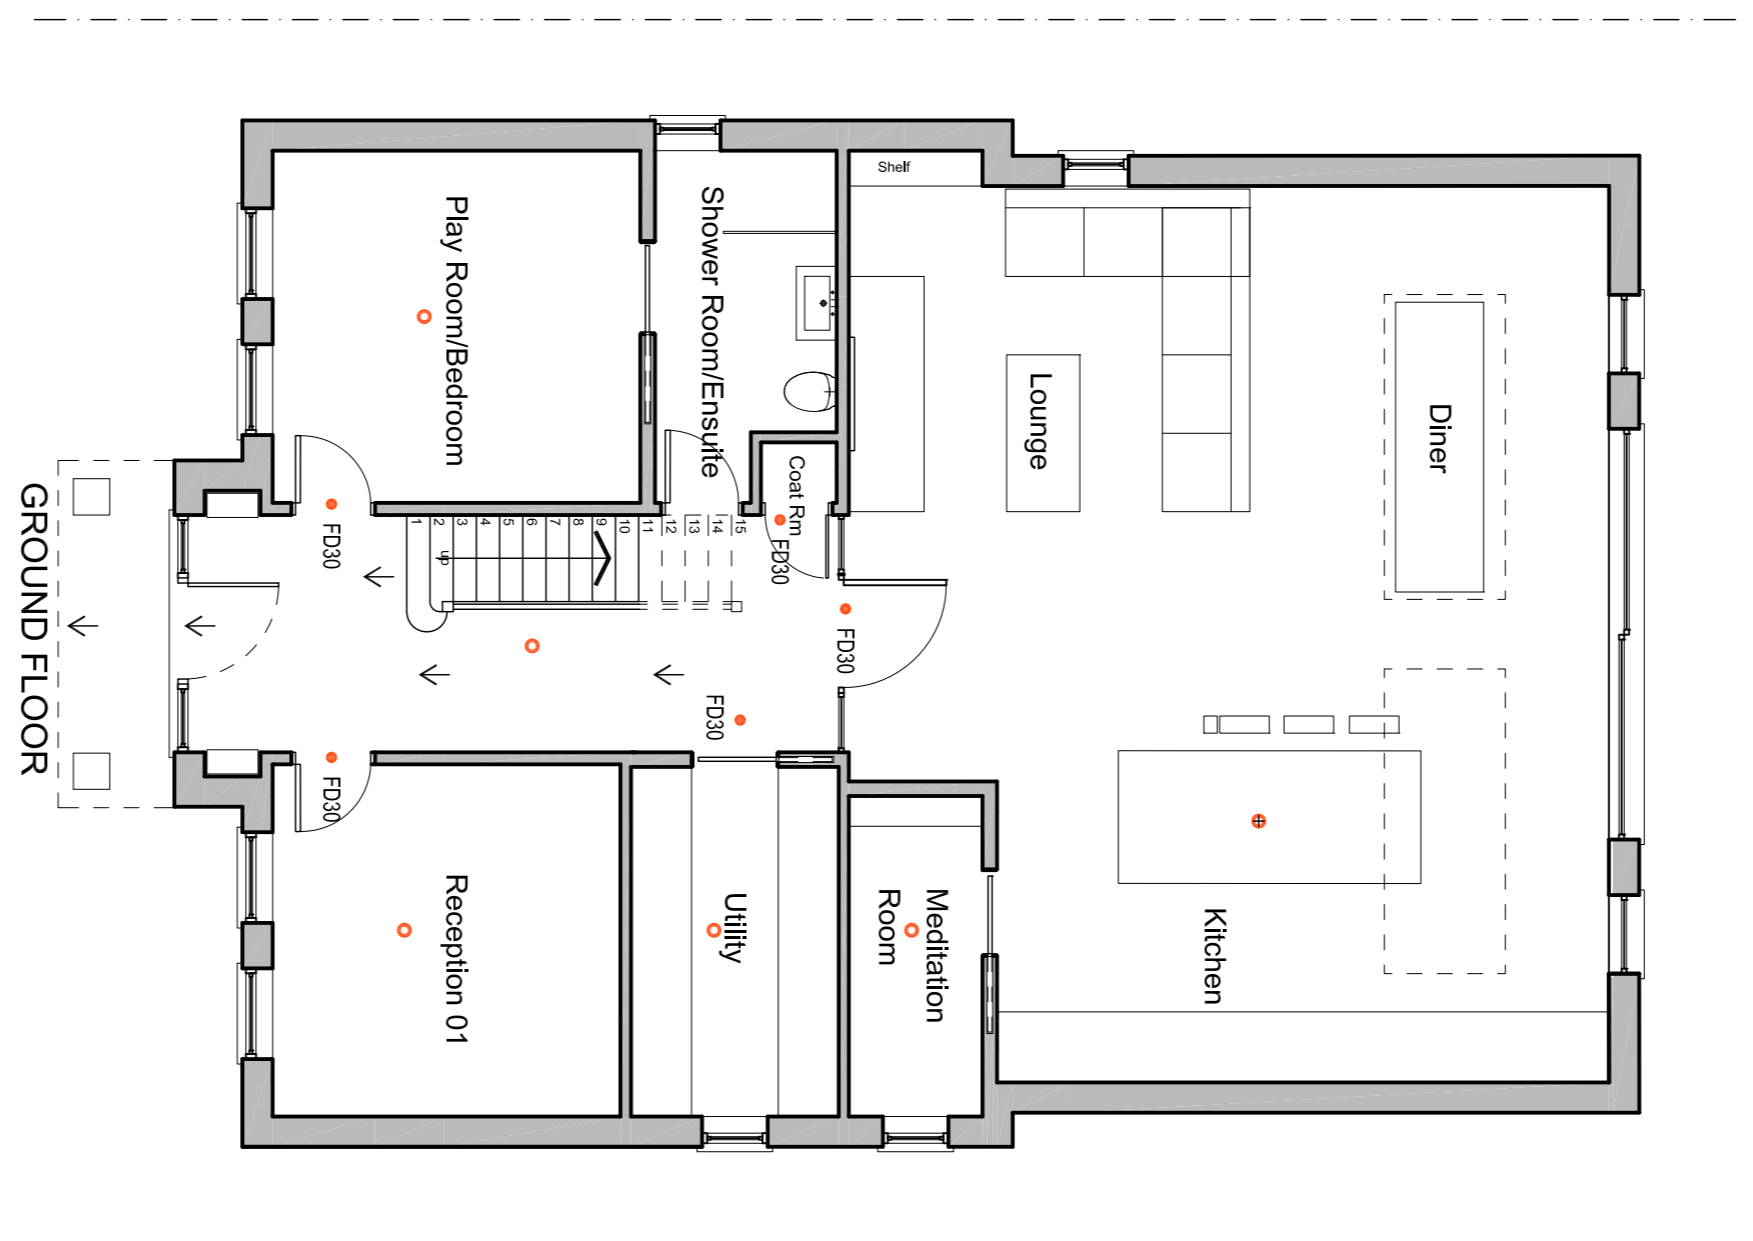 GROUND FLOOR
Play Room/Bedroom
Shower Room/Ensuite
Shelf
Lounge
Diner
Coat Rm
FD30
FD30
FD30
FD30
FD30
1
2
3
4
5
6
7
8
9
10
11
12
13
14
15
up
Reception 01
Utility
Meditation
Room
Kitchen